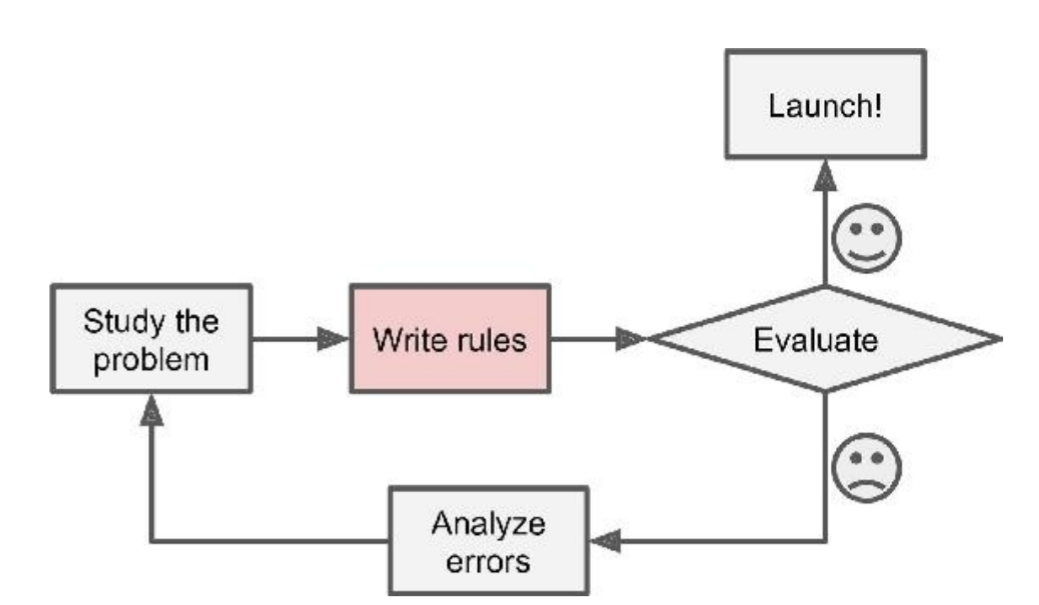 Launch!
Study the
problem
Write rules
Evaluate
Analyze
errors